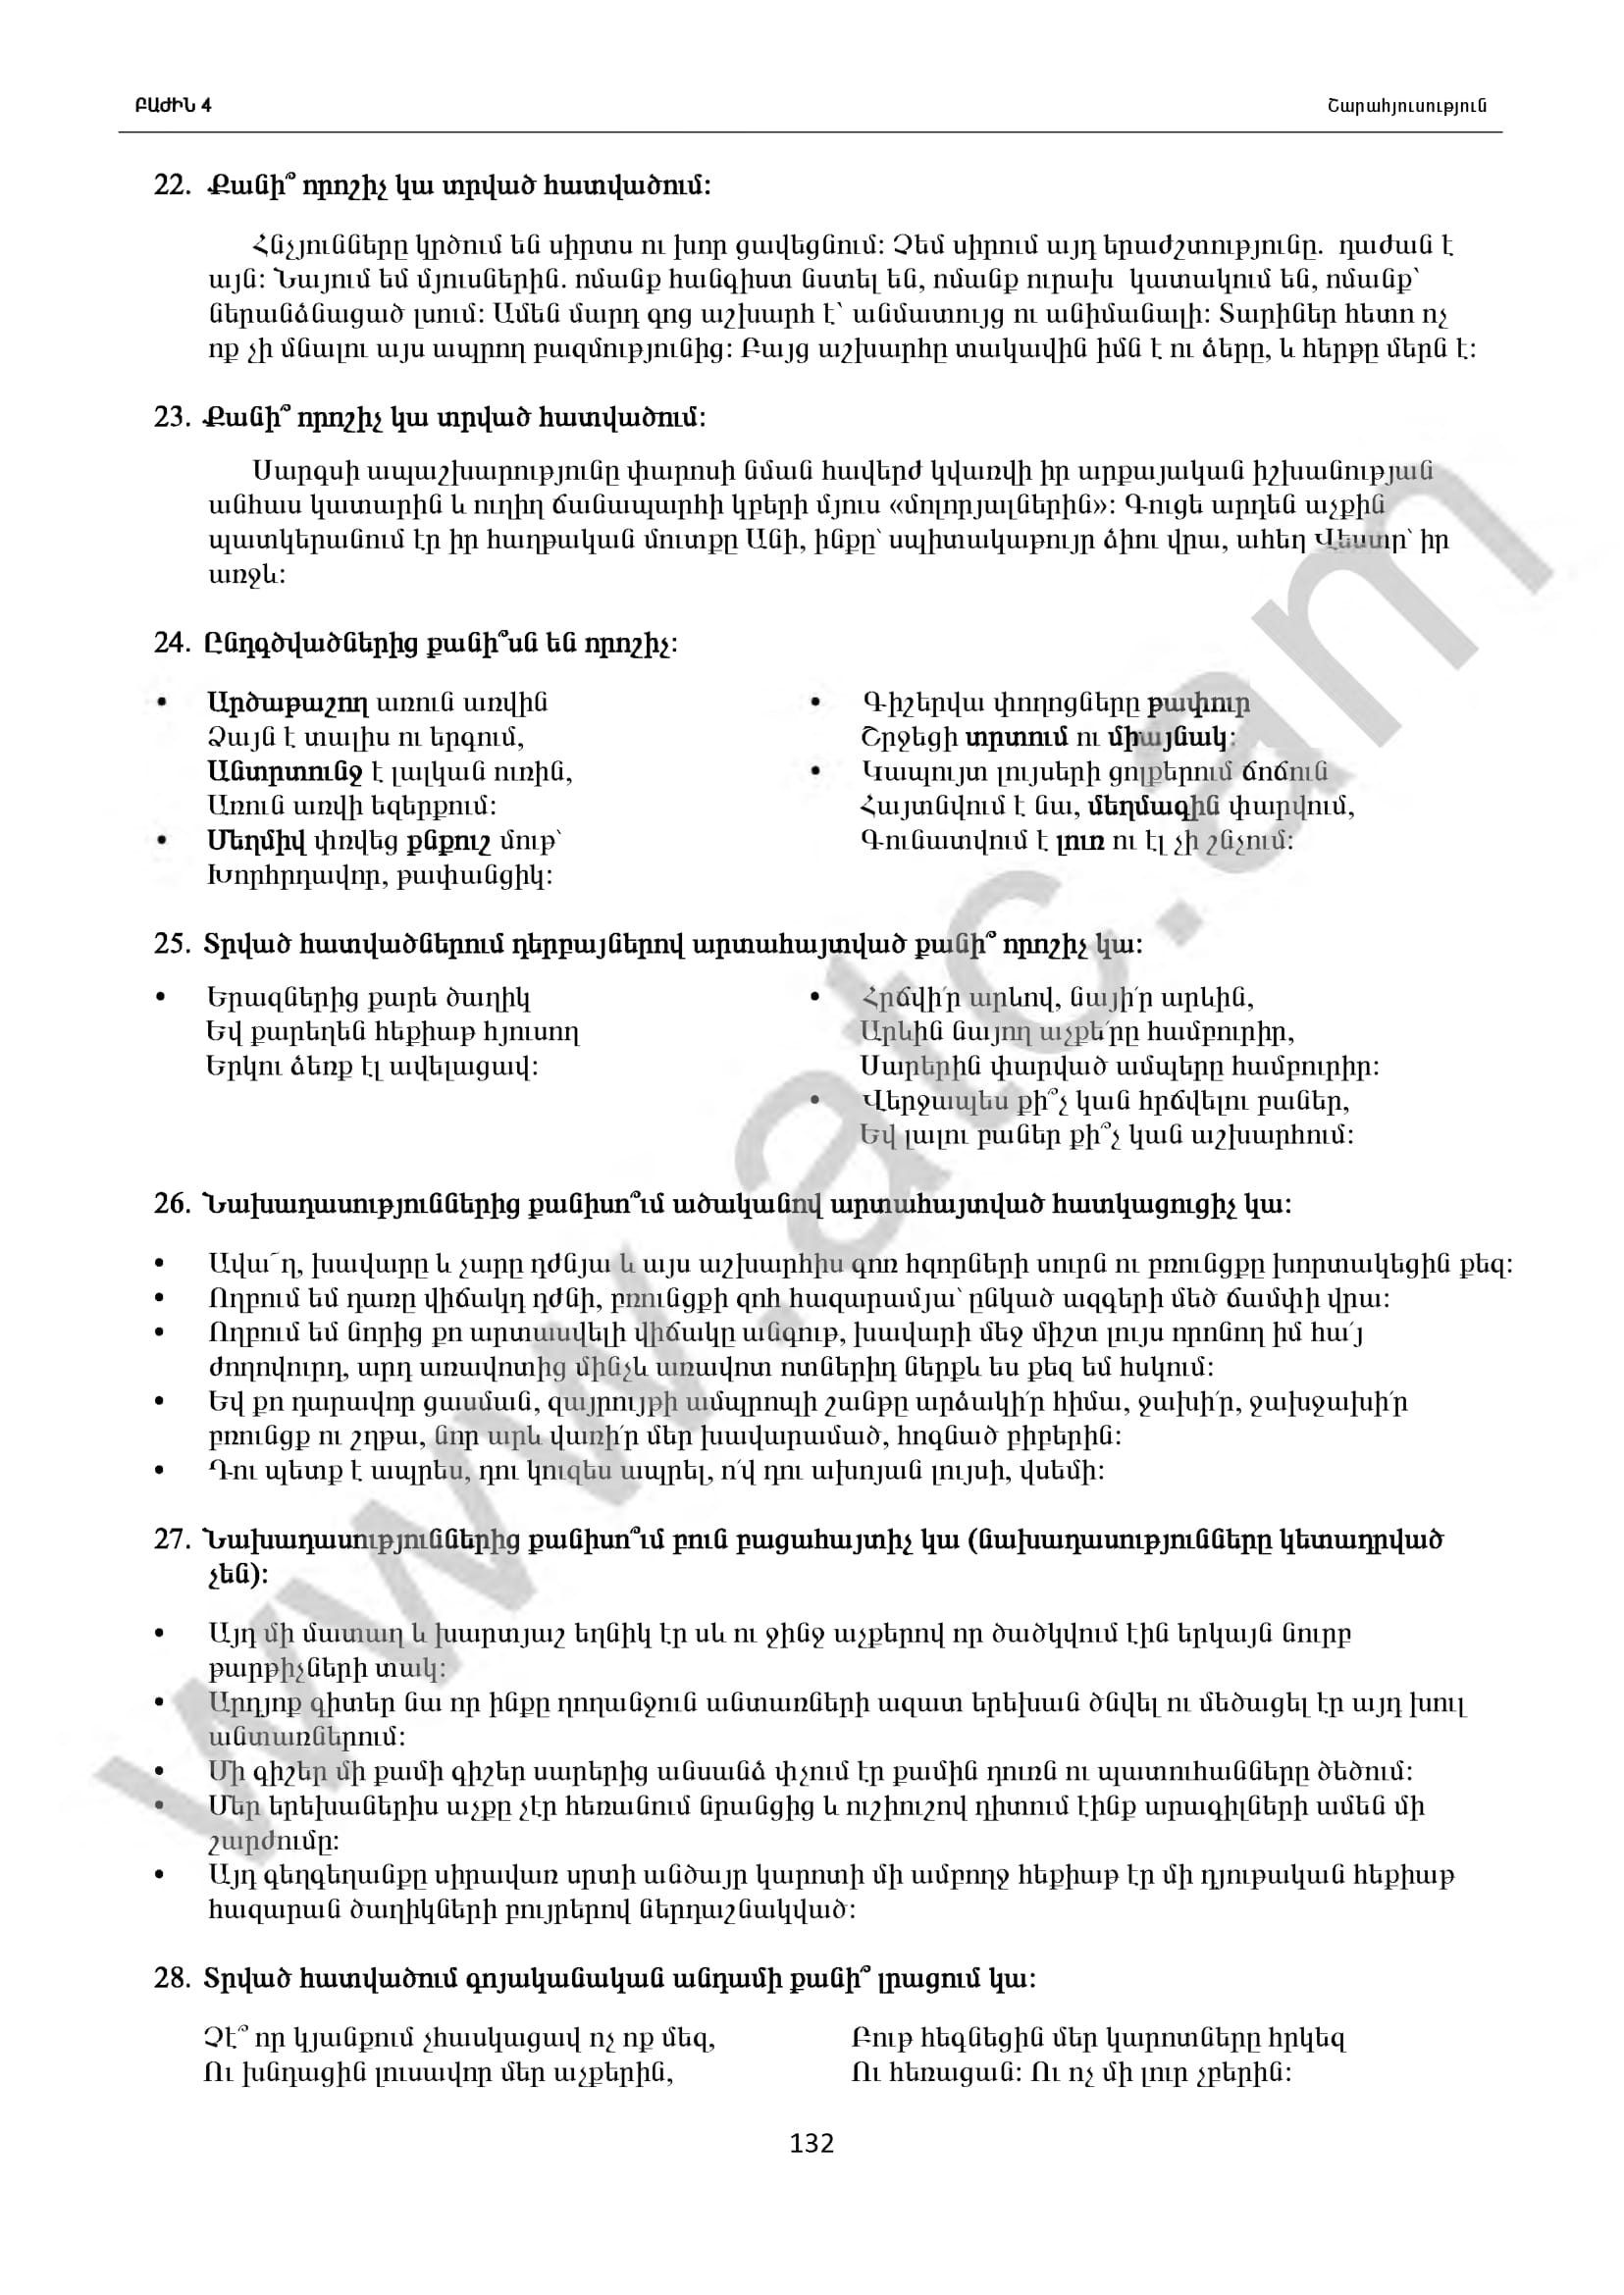 ԲԱԺԻՆ 4
Շարահյուսություն
22. Քանի՞ որոշիչ կա տրված հատվածում:
Հնչյունները կրծում են սիրտս ու խոր ցավեցնում: Չեմ սիրում այդ երաժշտությունը. դաժան է
այն: Նայում եմ մյուսներին. ոմանք հանգիստ նստել են, ոմանք ուրախ կատակում են, ոմանք՝
ներանձնացած լսում: Ամեն մարդ գոց աշխարհ է՝ անմատույց ու անիմանալի: Տարիներ հետո ոչ
ոք չի մնալու այս ապրող բազմությունից: Բայց աշխարհը տակավին իմն է ու ձերը, և հերթը մերն է:
23. Քանի՞ որոշիչ կա տրված հատվածում:
Սարգսի ապաշխարությունը փարոսի նման հավերժ կվառվի իր արքայական իշխանության
անհաս կատարին և ուղիղ ճանապարհի կբերի մյուս «մոլորյալներին»: Գուցե արդեն աչքին
պատկերանում էր իր հաղթական մուտքը Անի, ինքը՝ սպիտակաթույր ձիու վրա, ահեղ Վեստր՝ իր
առջև:
24. Ընդգծվածներից քանի՞սն են որոշիչ:
• Արծաթաշող առուն առվին
Ձայն է տալիս ու երգում,
Անտրտունջ է լալկան ուռին,
Առուն առվի եզերքում:
• Մեղմիվ փռվեց քնքուշ մութ՝
Խորհրդավոր, թափանցիկ:
• Գիշերվա փողոցները թափուր
Շրջեցի տրտում ու միայնակ:
• Կապույտ լույսերի ցոլքերում ճոճուն
Հայտնվում է նա, մեղմագին փարվում,
Գունատվում է լուռ ու էլ չի շնչում:
25. Տրված հատվածներում դերբայներով արտահայտված քանի՞ որոշիչ կա:
• Երազներից քարե ծաղիկ
Եվ քարեղեն հեքիաթ հյուսող
Երկու ձեռք էլ ավելացավ:
• Հրճվի՛ր արևով, նայի՛ր արևին,
Արևին նայող աչքե՛րը համբուրիր,
Սարերին փարված ամպերը համբուրիր:
• Վերջապես քի՞չ կան հրճվելու բաներ,
Եվ լալու բաներ քի՞չ կան աշխարհում:
26. Նախադասություններից քանիսո՞ւմ ածականով արտահայտված հատկացուցիչ կա:
• Ավա՜ղ, խավարը և չարը դժնյա և այս աշխարհիս գոռ հզորների սուրն ու բռունցքը խորտակեցին քեզ:
• Ողբում եմ դառը վիճակդ դժնի, բռունցքի զոհ հազարամյա՝ ընկած ազգերի մեծ ճամփի վրա:
• Ողբում եմ նորից քո արտասվելի վիճակը անգութ, խավարի մեջ միշտ լույս որոնող իմ հա՛յ
ժողովուրդ, արդ առավոտից մինչև առավոտ ոտներիդ ներքև ես քեզ եմ հսկում:
• Եվ քո դարավոր ցասման, զայրույթի ամպրոպի շանթը արձակի՛ր հիմա, ջախի՛ր, ջախջախի՛ր
բռունցք ու շղթա, նոր արև վառի՛ր մեր խավարամած, հոգնած բիբերին:
• Դու պետք է ապրես, դու կուզես ապրել, ո՛վ դու ախոյան լույսի, վսեմի:
27. Նախադասություններից քանիսո՞ւմ բուն բացահայտիչ կա (նախադասությունները կետադրված
չեն):
• Այդ մի մատաղ և խարտյաշ եղնիկ էր սև ու ջինջ աչքերով որ ծածկվում էին երկայն նուրբ
թարթիչների տակ:
• Արդյոք գիտեր նա որ ինքը դողանջուն անտառների ազատ երեխան ծնվել ու մեծացել էր այդ խուլ
անտառներում:
• Մի գիշեր մի քամի գիշեր սարերից անսանձ փչում էր քամին դուռն ու պատուհանները ծեծում:
• Մեր երեխաներիս աչքը չէր հեռանում նրանցից և ուշիուշով դիտում էինք արագիլների ամեն մի
շարժումը:
• Այդ գեղգեղանքը սիրավառ սրտի անծայր կարոտի մի ամբողջ հեքիաթ էր մի դյութական հեքիաթ
հազարան ծաղիկների բույրերով ներդաշնակված:
28. Տրված հատվածում գոյականական անդամի քանի՞ լրացում կա:
Չէ՞ որ կյանքում չհասկացավ ոչ ոք մեզ,
Ու խնդացին լուսավոր մեր աչքերին,
Բութ հեգնեցին մեր կարոտները հրկեզ
Ու հեռացան: Ու ոչ մի լուր չբերին:
132
www.atc.am